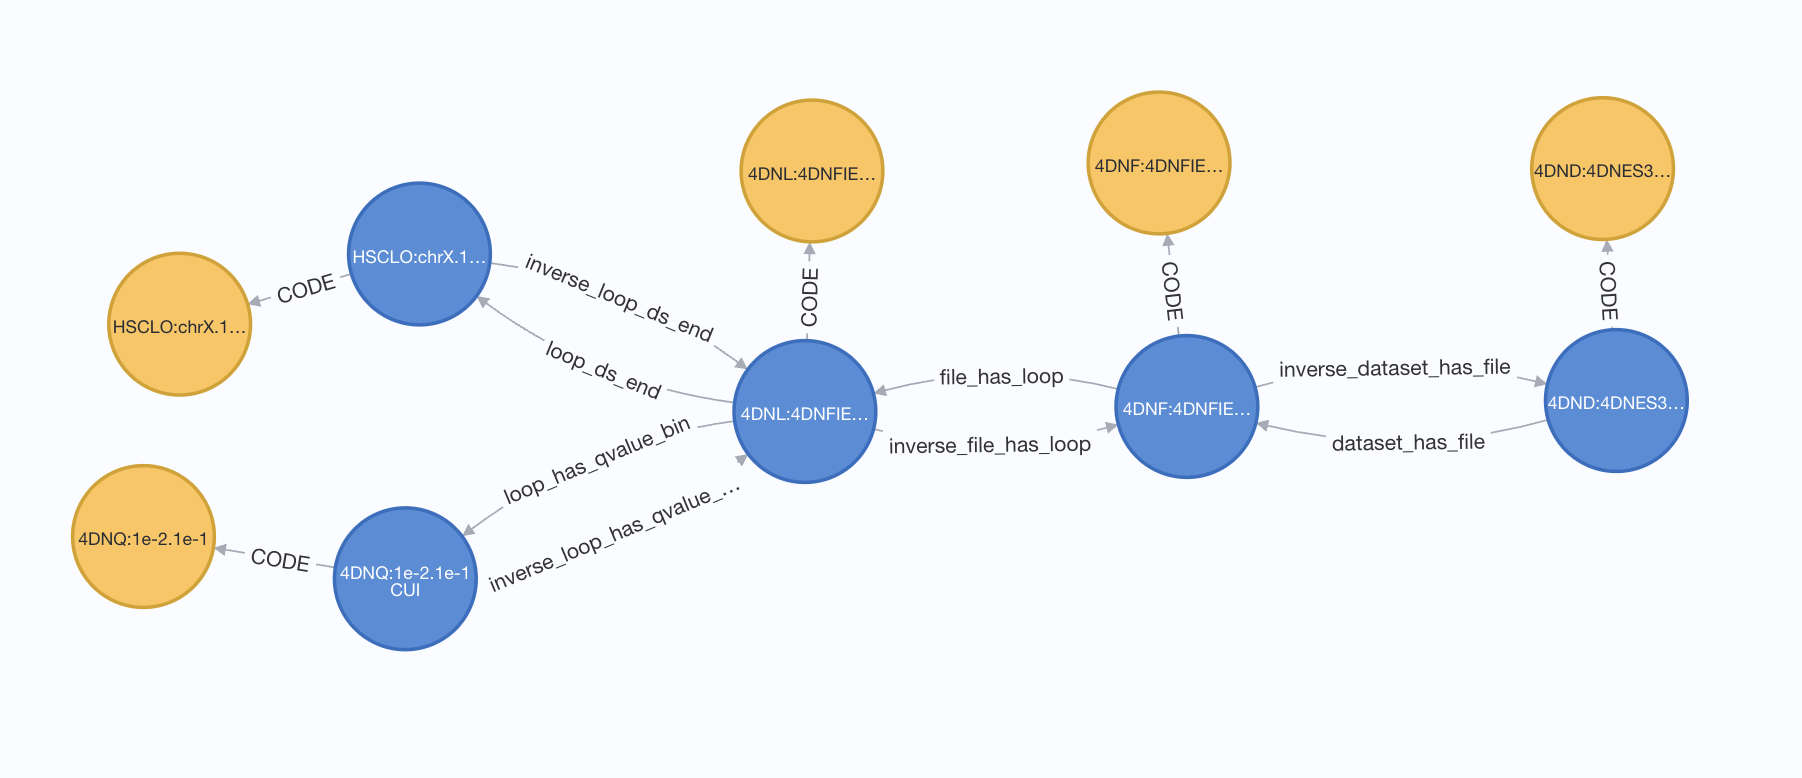 4DNL:4DNFIE...
4DNF:4DNFIE...
4DND:4DNES3...
HSCLO:chrX.1...
HSCLO:chrX.1...
CODE
inverse_loop_ds_end
loop_ds_end
CODE
CODE
CODE
4DNL:4DNFIE...
file_has_loop
inverse_file_has_loop
4DNF:4DNFIE...
inverse_dataset_has_file
dataset_has_file
4DND:4DNES3...
loop_has_qvalue_bin
inverse_loop_has_qvalue_...
4DNQ:1e-2.1e-1
CODE
4DNQ:1e-2.1e-1
CUI